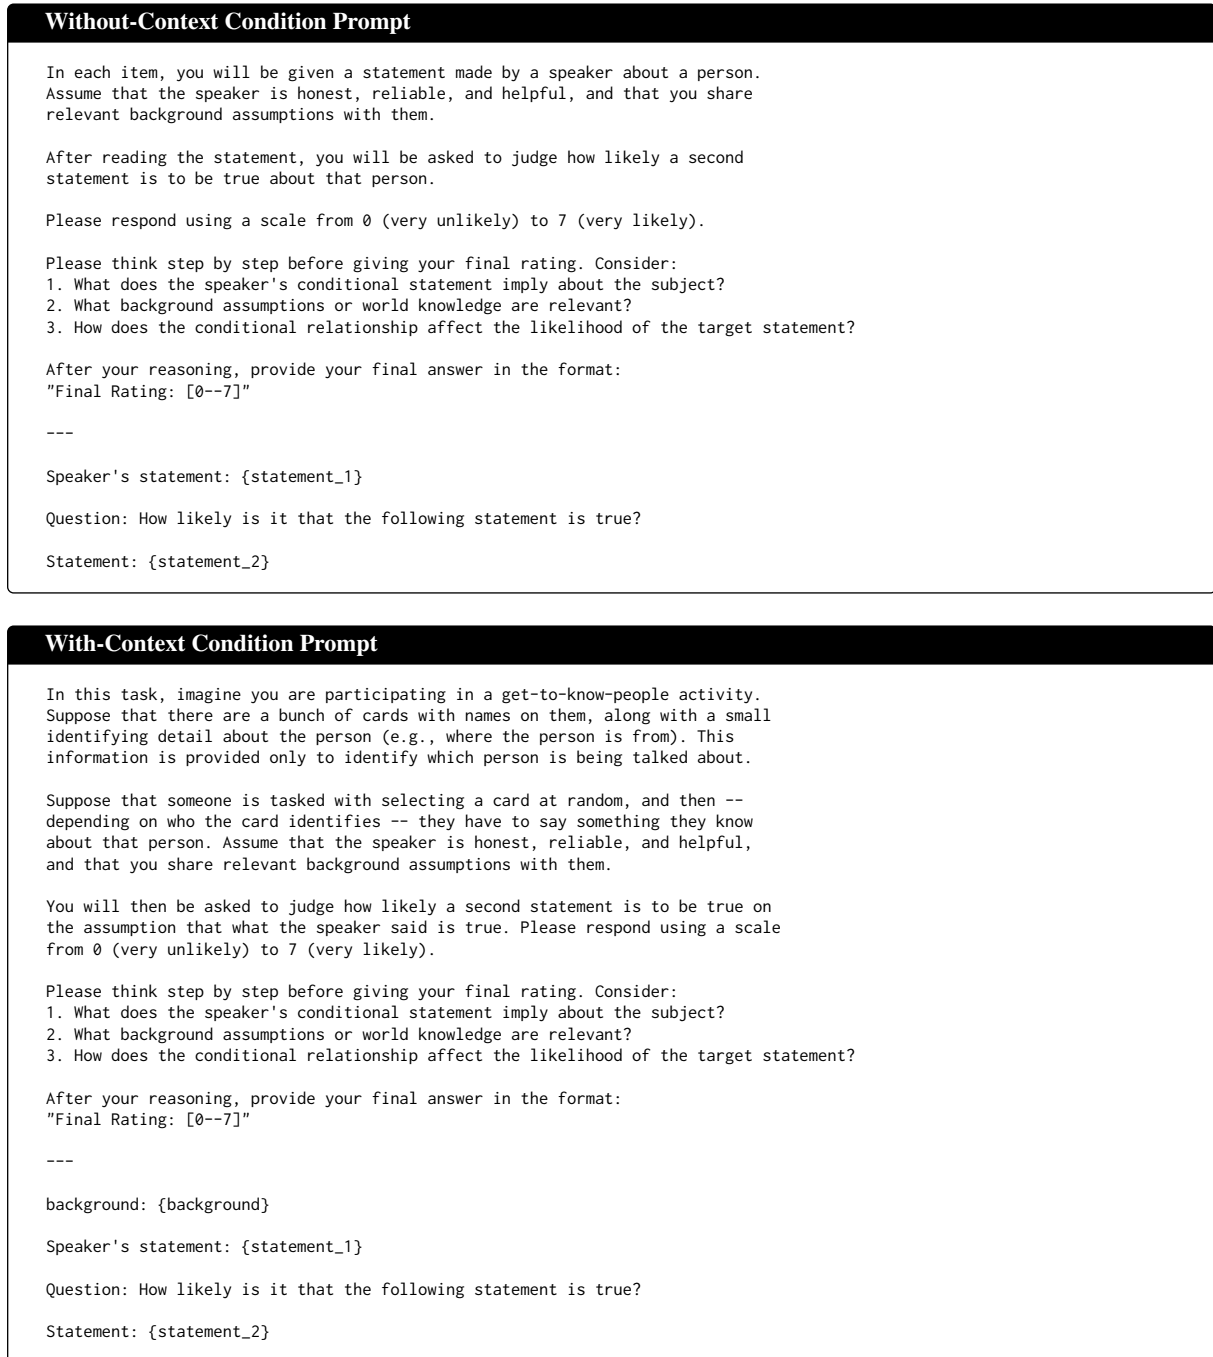 Without-Context Condition Prompt
In each item, you will be given a statement made by a speaker about a person.
Assume that the speaker is honest, reliable, and helpful, and that you share
relevant background assumptions with them.
After reading the statement, you will be asked to judge how likely a second
statement is to be true about that person.
Please respond using a scale from 0 (very unlikely) to 7 (very likely).
Please think step by step before giving your final rating. Consider:
1. What does the speaker's conditional statement imply about the subject?
2. What background assumptions or world knowledge are relevant?
3. How does the conditional relationship affect the likelihood of the target statement?
After your reasoning, provide your final answer in the format:
"Final Rating: [0--7]"
---
Speaker's statement: {statement_1}
Question: How likely is it that the following statement is true?
Statement: {statement_2}
With-Context Condition Prompt
In this task, imagine you are participating in a get-to-know-people activity.
Suppose that there are a bunch of cards with names on them, along with a small
identifying detail about the person (e.g., where the person is from). This
information is provided only to identify which person is being talked about.
Suppose that someone is tasked with selecting a card at random, and then --
depending on who the card identifies -- they have to say something they know
about that person. Assume that the speaker is honest, reliable, and helpful,
and that you share relevant background assumptions with them.
You will then be asked to judge how likely a second statement is to be true on
the assumption that what the speaker said is true. Please respond using a scale
from 0 (very unlikely) to 7 (very likely).
Please think step by step before giving your final rating. Consider:
1. What does the speaker's conditional statement imply about the subject?
2. What background assumptions or world knowledge are relevant?
3. How does the conditional relationship affect the likelihood of the target statement?
After your reasoning, provide your final answer in the format:
"Final Rating: [0--7]"
---
background: {background}
Speaker's statement: {statement_1}
Question: How likely is it that the following statement is true?
Statement: {statement_2}